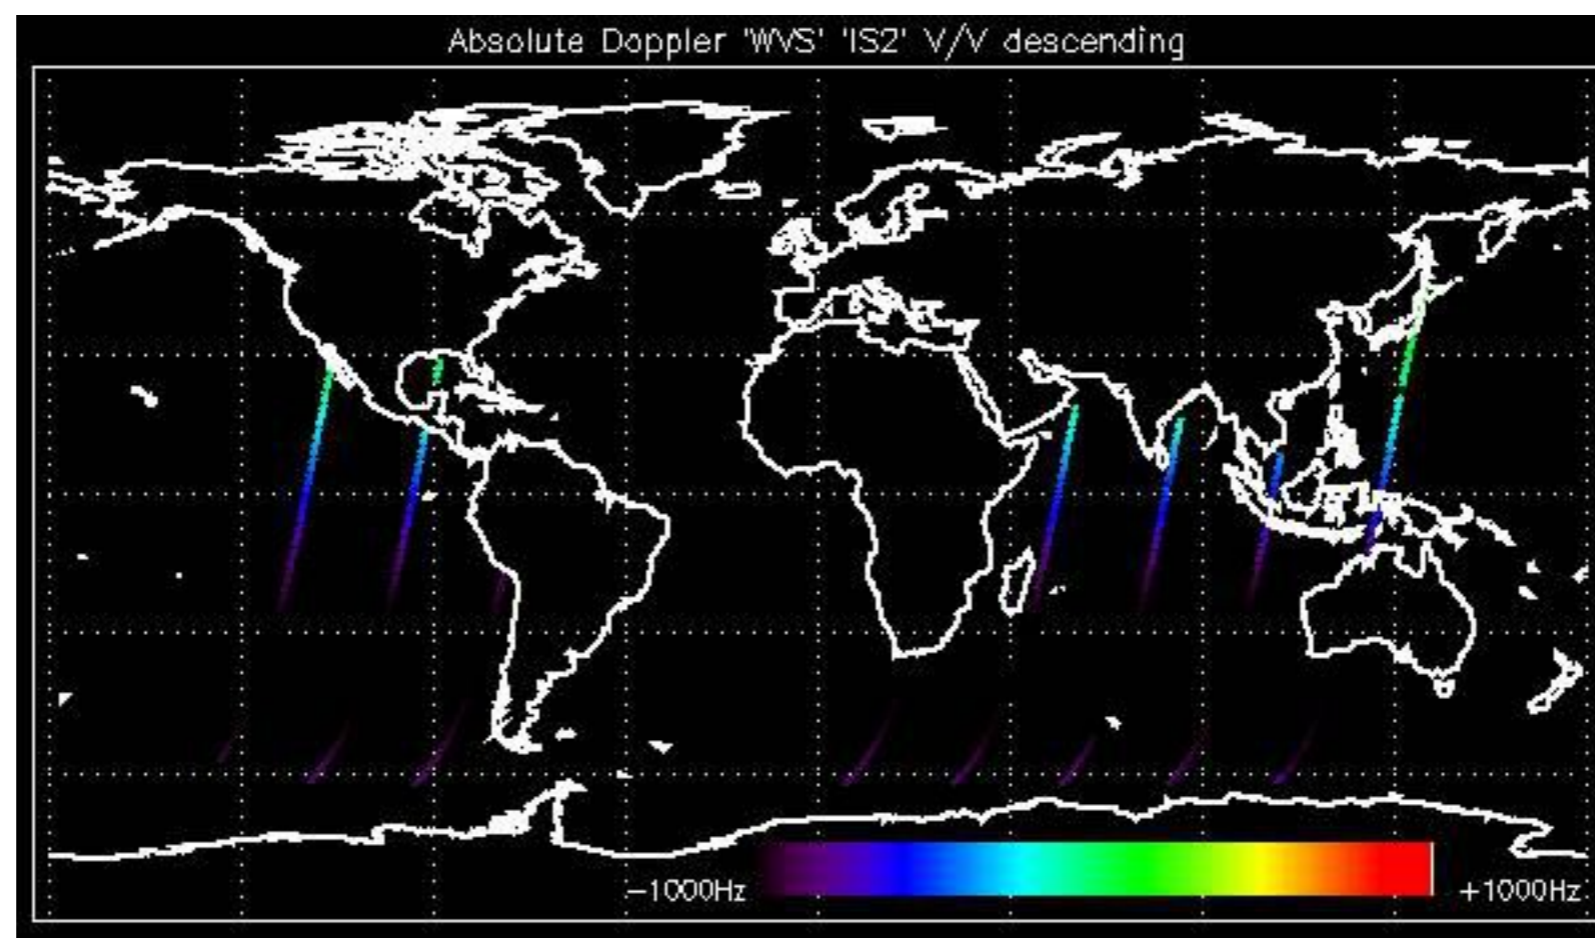 Absolute Doppler 'WVS' 'IS2' V/V descending
−1000Hz
+1000Hz